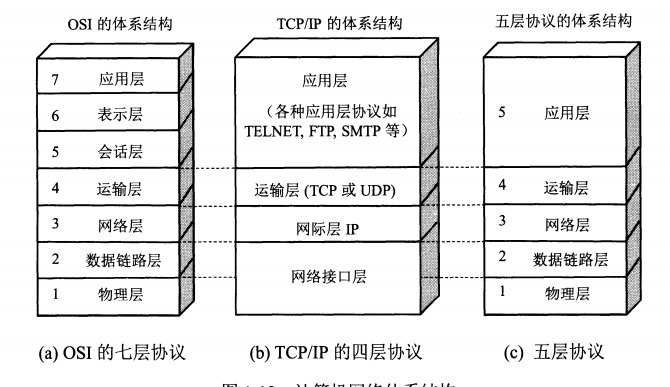 OSI 的体系结构
TCP/IP 的体系结构
五层协议的体系结构
7 应用层
6 表示层
5 会话层
4 运输层
3 网络层
2 数据链路层
1 物理层
应用层
（各种应用层协议如
TELNET, FTP, SMTP 等）
运输层 (TCP 或 UDP)
网际层 IP
网络接口层
5 应用层
4 运输层
3 网络层
2 数据链路层
1 物理层
(a) OSI 的七层协议
(b) TCP/IP 的四层协议
(c) 五层协议